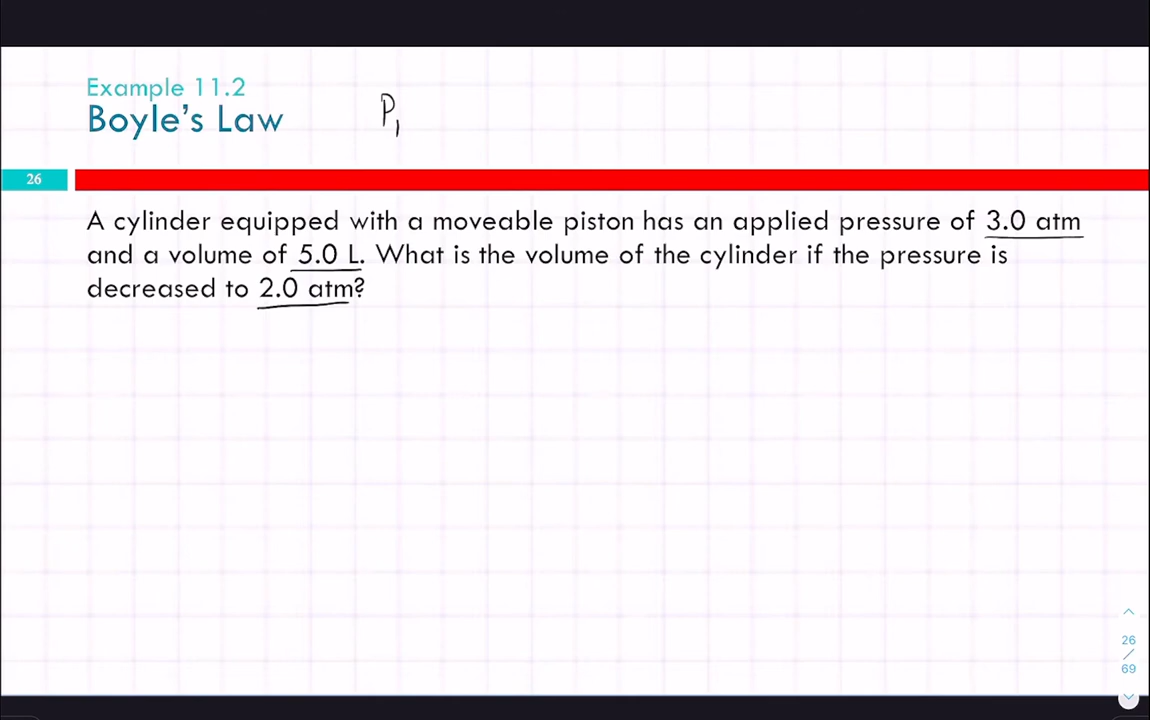 Example 11.2
Boyle's Law
P₁
26
A cylinder equipped with a moveable piston has an applied pressure of 3.0 atm
and a volume of 5.0 L. What is the volume of the cylinder if the pressure is
decreased to 2.0 atm?
26
/
69